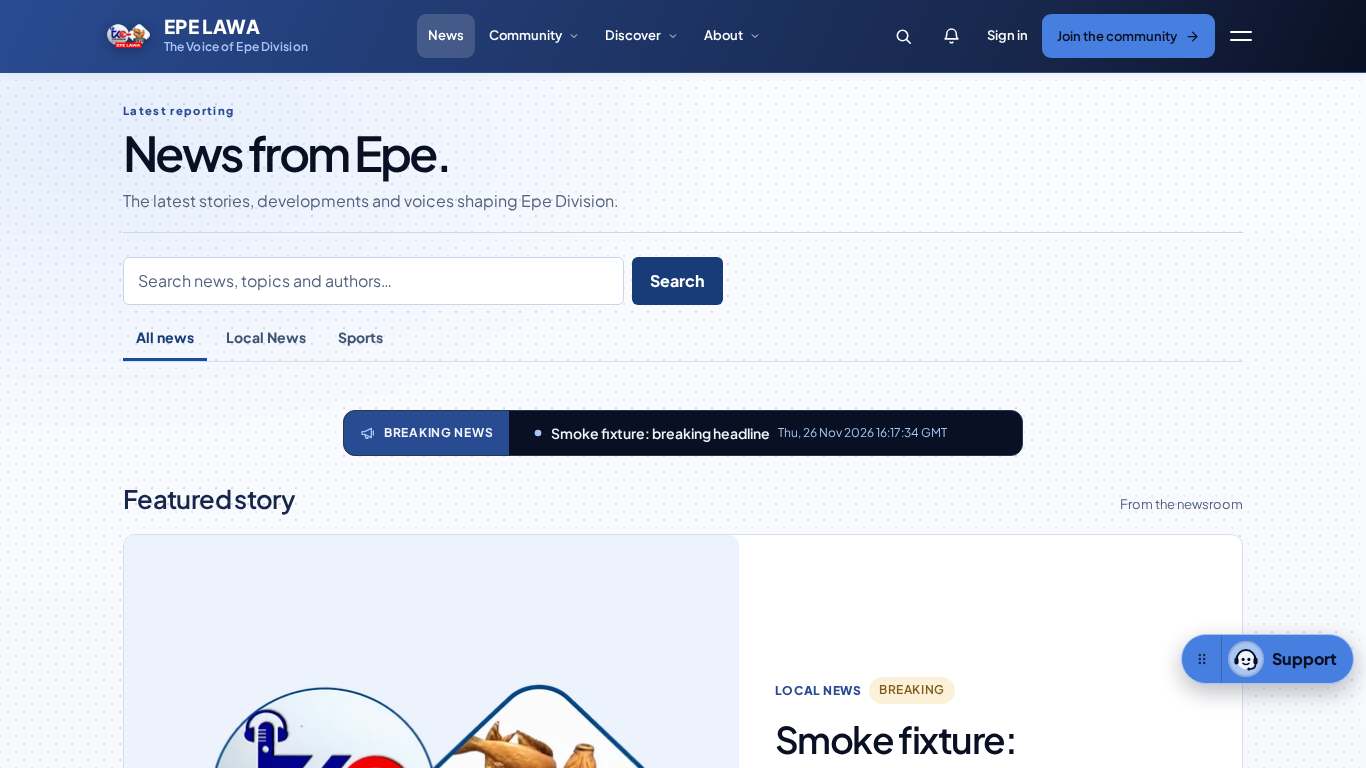 EPE LAWA
EPE LAWA
The Voice of Epe Division
News
Community
Discover
About
Sign in
Join the community
Latest reporting
News from Epe.
The latest stories, developments and voices shaping Epe Division.
Search news, topics and authors...
Search
All news
Local News
Sports
BREAKING NEWS
Smoke fixture: breaking headline Thu, 26 Nov 2026 16:17:34 GMT
Featured story
From the newsroom
LOCAL NEWS
BREAKING
Smoke fixture:
Support